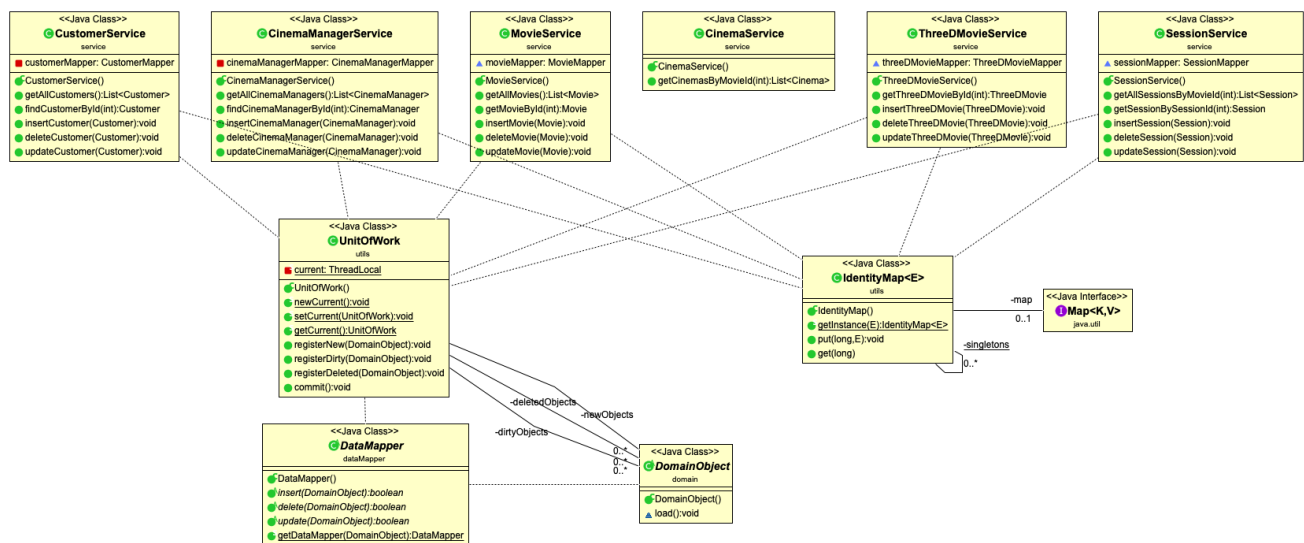 <<Java Class>>
CustomerService
service
customerMapper: CustomerMapper
CustomerService()
getAllCustomers():List<Customer>
findCustomerById(int):Customer
insertCustomer(Customer):void
deleteCustomer(Customer):void
updateCustomer(Customer):void
<<Java Class>>
CinemaManagerService
service
cinemaManagerMapper: CinemaManagerMapper
CinemaManagerService()
getAllCinemaManagers():List<CinemaManager>
findCinemaManagerById(int):CinemaManager
insertCinemaManager(CinemaManager):void
deleteCinemaManager(CinemaManager):void
updateCinemaManager(CinemaManager):void
<<Java Class>>
MovieService
service
movieMapper: MovieMapper
MovieService()
getAllMovies():List<Movie>
getMovieById(int):Movie
insertMovie(Movie):void
deleteMovie(Movie):void
updateMovie(Movie):void
<<Java Class>>
CinemaService
service
CinemaService()
getCinemasByMovieId(int):List<Cinema>
<<Java Class>>
ThreeDMovieService
service
threeDMovieMapper: ThreeDMovieMapper
ThreeDMovieService()
getThreeDMovieById(int):ThreeDMovie
insertThreeDMovie(ThreeDMovie):void
deleteThreeDMovie(ThreeDMovie):void
updateThreeDMovie(ThreeDMovie):void
<<Java Class>>
SessionService
service
sessionMapper: SessionMapper
SessionService()
getAllSessionsByMovieId(int):List<Session>
getSessionBySessionId(int):Session
insertSession(Session):void
deleteSession(Session):void
updateSession(Session):void
<<Java Class>>
UnitOfWork
utils
current: ThreadLocal
UnitOfWork()
newCurrent():void
setCurrent(UnitOfWork):void
getCurrent():UnitOfWork
registerNew(DomainObject):void
registerDirty(DomainObject):void
registerDeleted(DomainObject):void
commit():void
<<Java Class>>
IdentityMap<E>
utils
IdentityMap()
getInstance(E):IdentityMap<E>
put(long,E):void
get(long)
-map
0..1
<<Java Interface>>
Map<K,V>
java.util
-singletons
0..*
-deletedObjects
-newObjects
-dirtyObjects
0..*
0..*
0..*
<<Java Class>>
DataMapper
dataMapper
DataMapper()
insert(DomainObject):boolean
delete(DomainObject):boolean
update(DomainObject):boolean
getDataMapper(DomainObject):DataMapper
<<Java Class>>
DomainObject
domain
DomainObject()
load():void